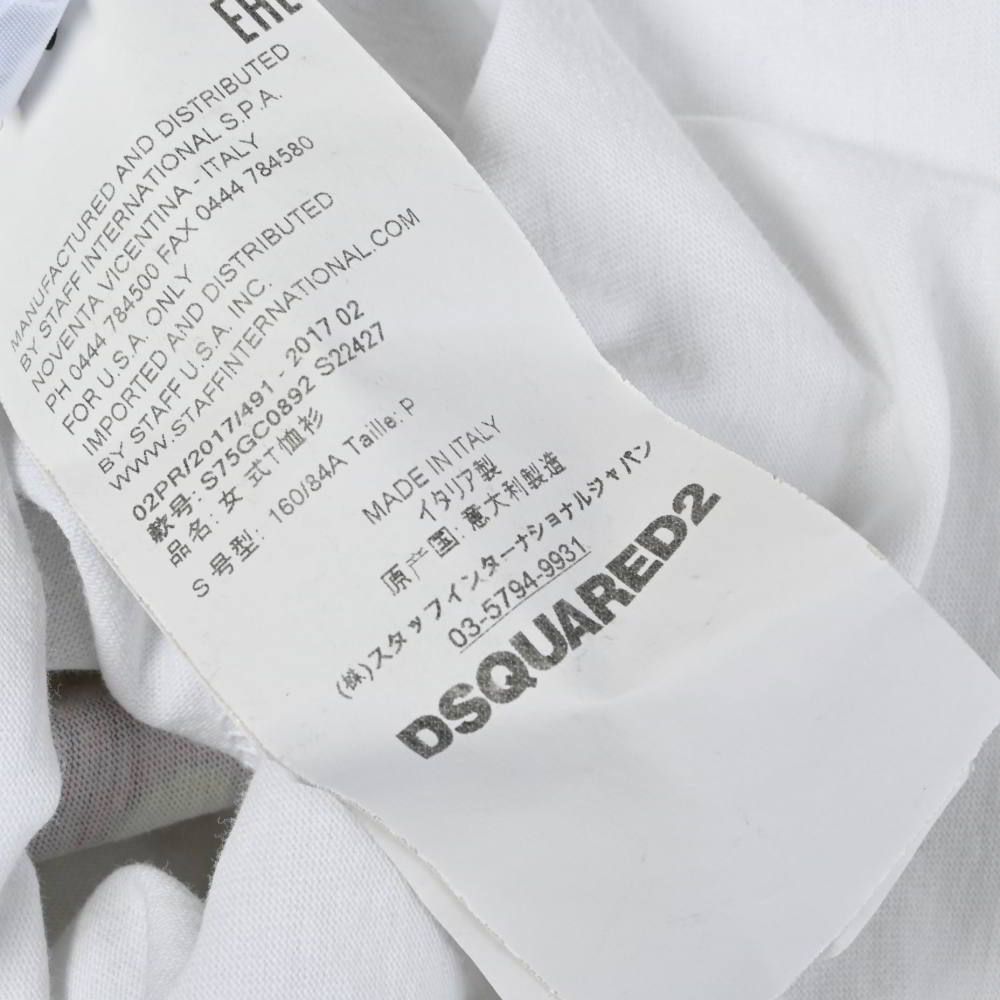 EAC
MANUFACTURED AND DISTRIBUTED
BY STAFF INTERNATIONAL S.P.A.
NOVENTA VICENTINA - ITALY
PH 0444 784500 FAX 0444 784580
FOR U.S.A. ONLY
IMPORTED AND DISTRIBUTED
BY STAFF U.S.A. INC.
WWW.STAFFINTERNATIONAL.COM
02PR/2017/491 - 2017 02
款号: S75GC0892 S22427
品名: 女 式T恤衫
S 号型: 160/84A Taille: P
MADE IN ITALY
イタリア製
原产国: 意大利製造
(株)スタッフインターナショナルジャパン
03-5794-9931
DSQUARED2